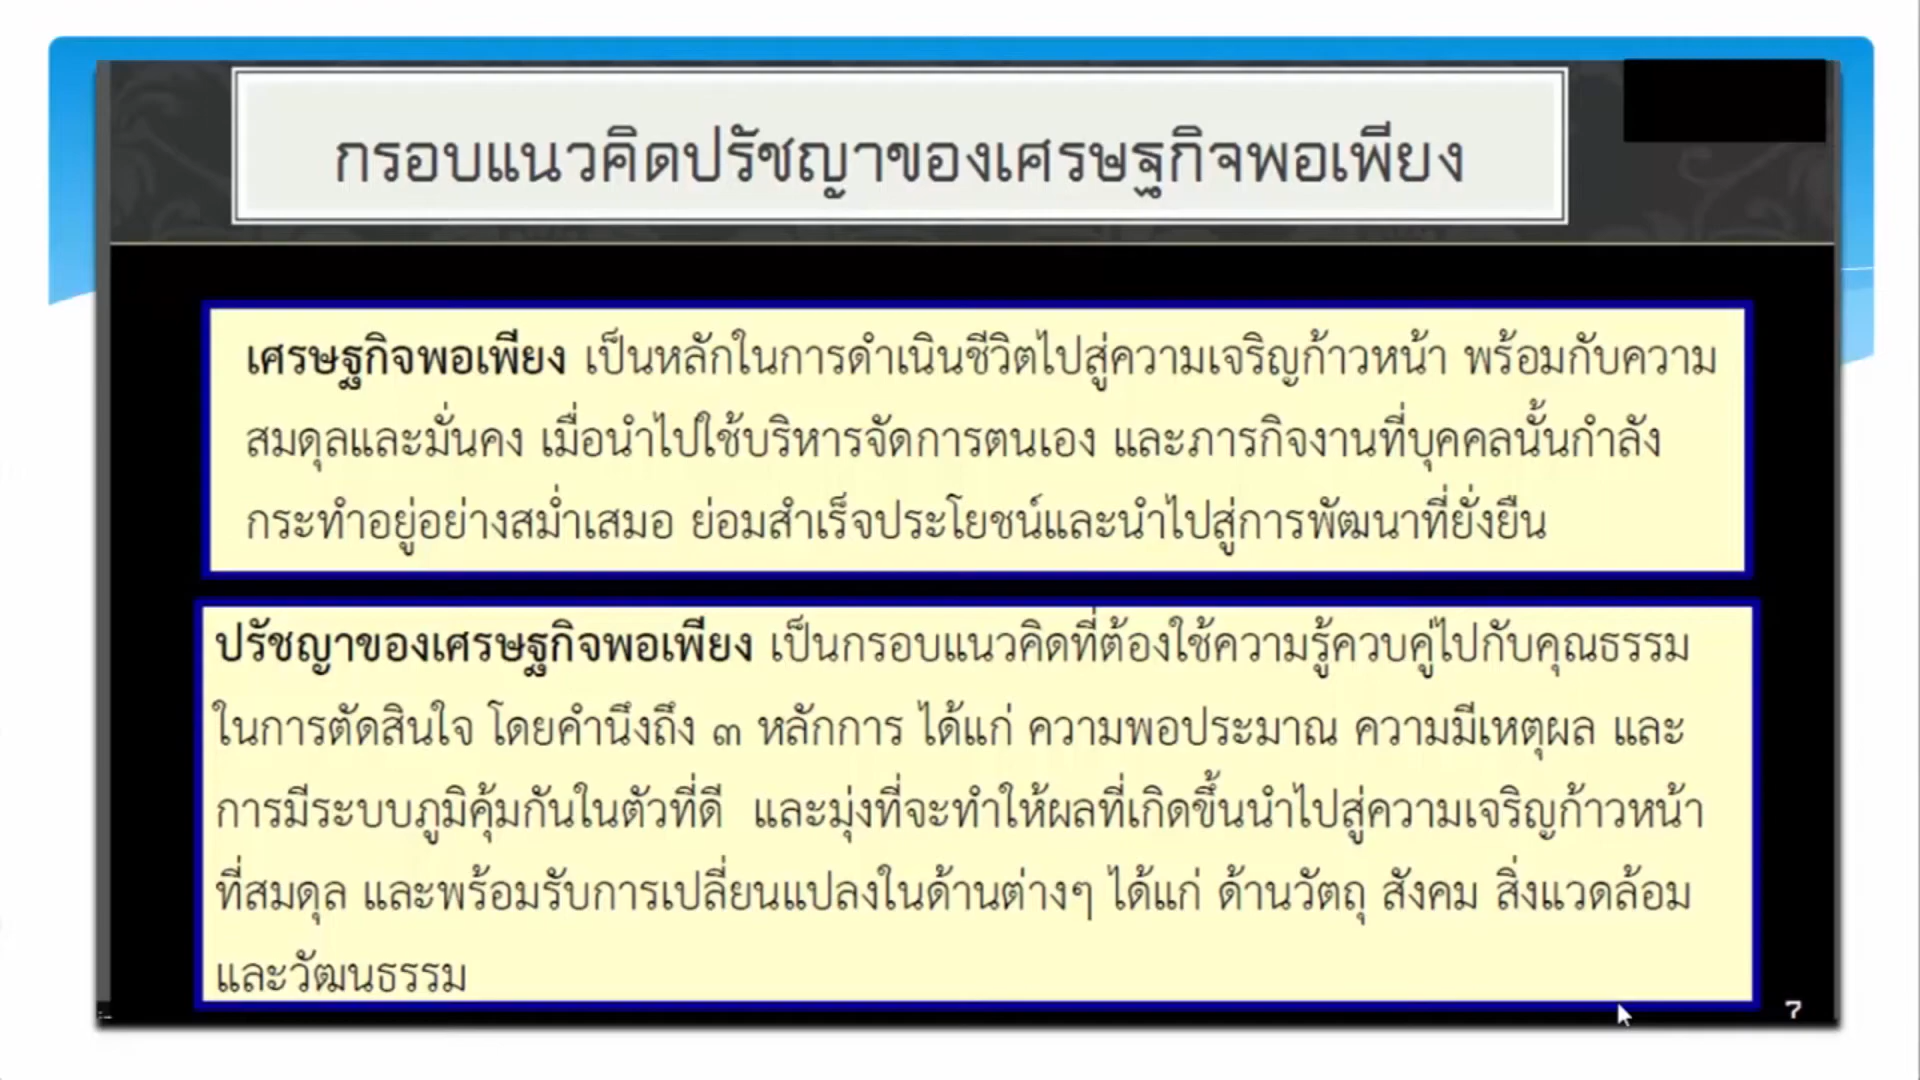 กรอบแนวคิดปรัชญาของเศรษฐกิจพอเพียง
เศรษฐกิจพอเพียง เป็นหลักในการดำเนินชีวิตไปสู่ความเจริญก้าวหน้า พร้อมกับความ
สมดุลและมั่นคง เมื่อนำไปใช้บริหารจัดการตนเอง และภารกิจงานที่บุคคลนั้นกำลัง
กระทำอยู่อย่างสม่ำเสมอ ย่อมสำเร็จประโยชน์และนำไปสู่การพัฒนาที่ยั่งยืน
ปรัชญาของเศรษฐกิจพอเพียง เป็นกรอบแนวคิดที่ต้องใช้ความรู้ควบคู่ไปกับคุณธรรม
ในการตัดสินใจ โดยคำนึงถึง ๓ หลักการ ได้แก่ ความพอประมาณ ความมีเหตุผล และ
การมีระบบภูมิคุ้มกันในตัวที่ดี และมุ่งที่จะทำให้ผลที่เกิดขึ้นนำไปสู่ความเจริญก้าวหน้า
ที่สมดุล และพร้อมรับการเปลี่ยนแปลงในด้านต่างๆ ได้แก่ ด้านวัตถุ สังคม สิ่งแวดล้อม
และวัฒนธรรม
7